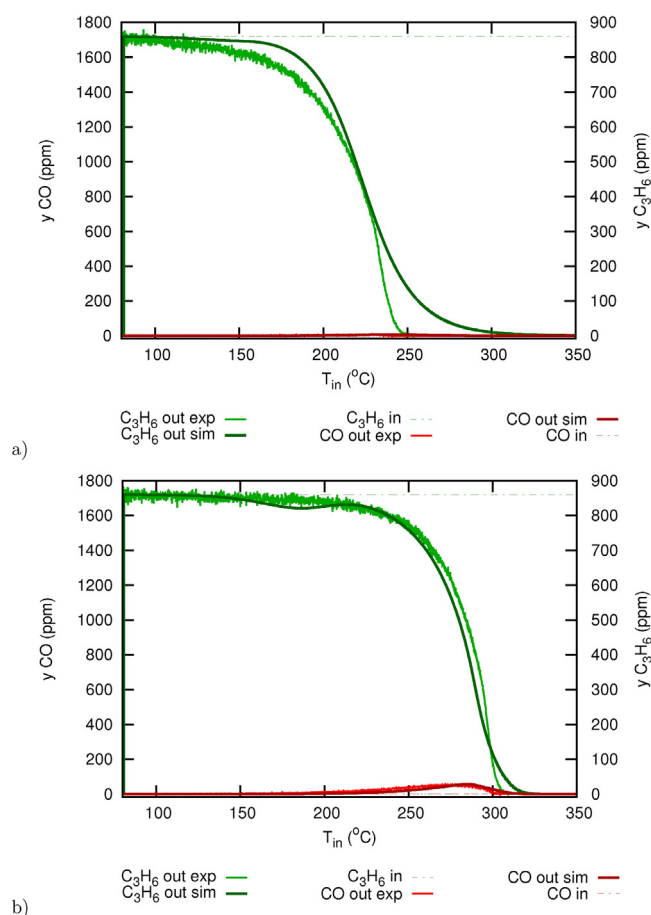 1800
1600
1400
1200
1000
800
600
400
200
0
y CO (ppm)
900
800
700
600
500
400
300
200
100
0
y C₃H₆ (ppm)
100 150 200 250 300 350
T_in (°C)
C₃H₆ out exp C₃H₆ in CO out sim
C₃H₆ out sim CO out exp CO in
a)
1800
1600
1400
1200
1000
800
600
400
200
0
y CO (ppm)
900
800
700
600
500
400
300
200
100
0
y C₃H₆ (ppm)
100 150 200 250 300 350
T_in (°C)
C₃H₆ out exp C₃H₆ in CO out sim
C₃H₆ out sim CO out exp CO in
b)